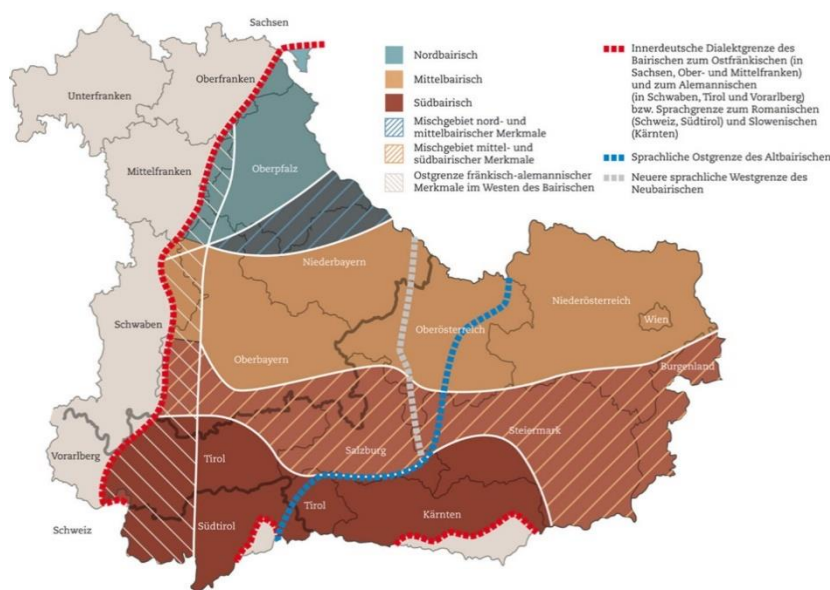 Sachsen
Oberfranken
Unterfranken
Mittelfranken
Oberpfalz
Niederbayern
Schwaben
Oberbayern
Oberösterreich
Niederösterreich
Wien
Burgenland
Steiermark
Salzburg
Tirol
Vorarlberg
Schweiz
Südtirol
Tirol
Kärnten
Nordbairisch
Mittelbairisch
Südbairisch
Mischgebiet nord- und
mittelbairischer Merkmale
Mischgebiet mittel- und
südbairischer Merkmale
Ostgrenze fränkisch-alemannischer
Merkmale im Westen des Bairischen
Innerdeutsche Dialektgrenze des
Bairischen zum Ostfränkischen (in
Sachsen, Ober- und Mittelfranken)
und zum Alemannischen
(in Schwaben, Tirol und Vorarlberg)
bzw. Sprachgrenze zum Romanischen
(Schweiz, Südtirol) und Slowenischen
(Kärnten)
Sprachliche Ostgrenze des Altbairischen
Neuere sprachliche Westgrenze des
Neubairischen